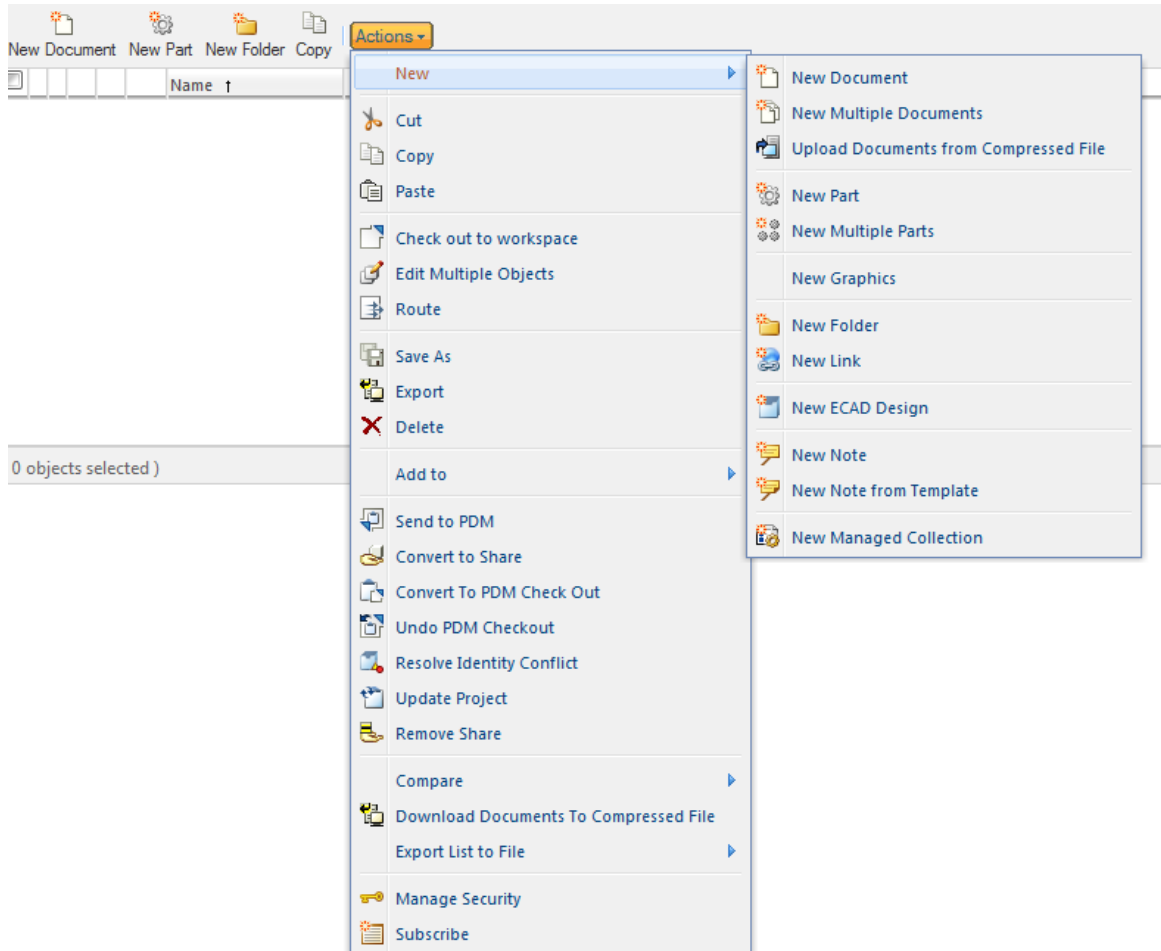 New Document New Part New Folder Copy Actions
Name ↑
New
Cut
Copy
Paste
Check out to workspace
Edit Multiple Objects
Route
Save As
Export
Delete
Add to
Send to PDM
Convert to Share
Convert To PDM Check Out
Undo PDM Checkout
Resolve Identity Conflict
Update Project
Remove Share
Compare
Download Documents To Compressed File
Export List to File
Manage Security
Subscribe
New Document
New Multiple Documents
Upload Documents from Compressed File
New Part
New Multiple Parts
New Graphics
New Folder
New Link
New ECAD Design
New Note
New Note from Template
New Managed Collection
0 objects selected )